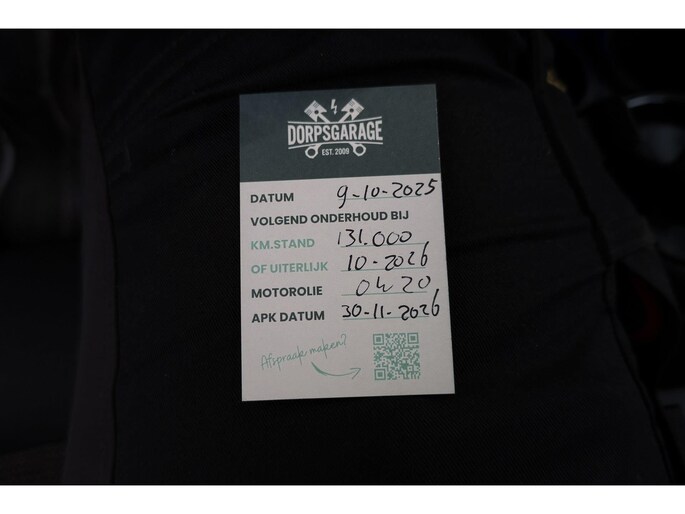 DORPSGARAGE
EST. 2009
DATUM 9-10-2025
VOLGEND ONDERHOUD BIJ
KM.STAND 131.000
OF UITERLIJK 10-2026
MOTOROLIE 0W20
APK DATUM 30-11-2026
Afspraak maken?